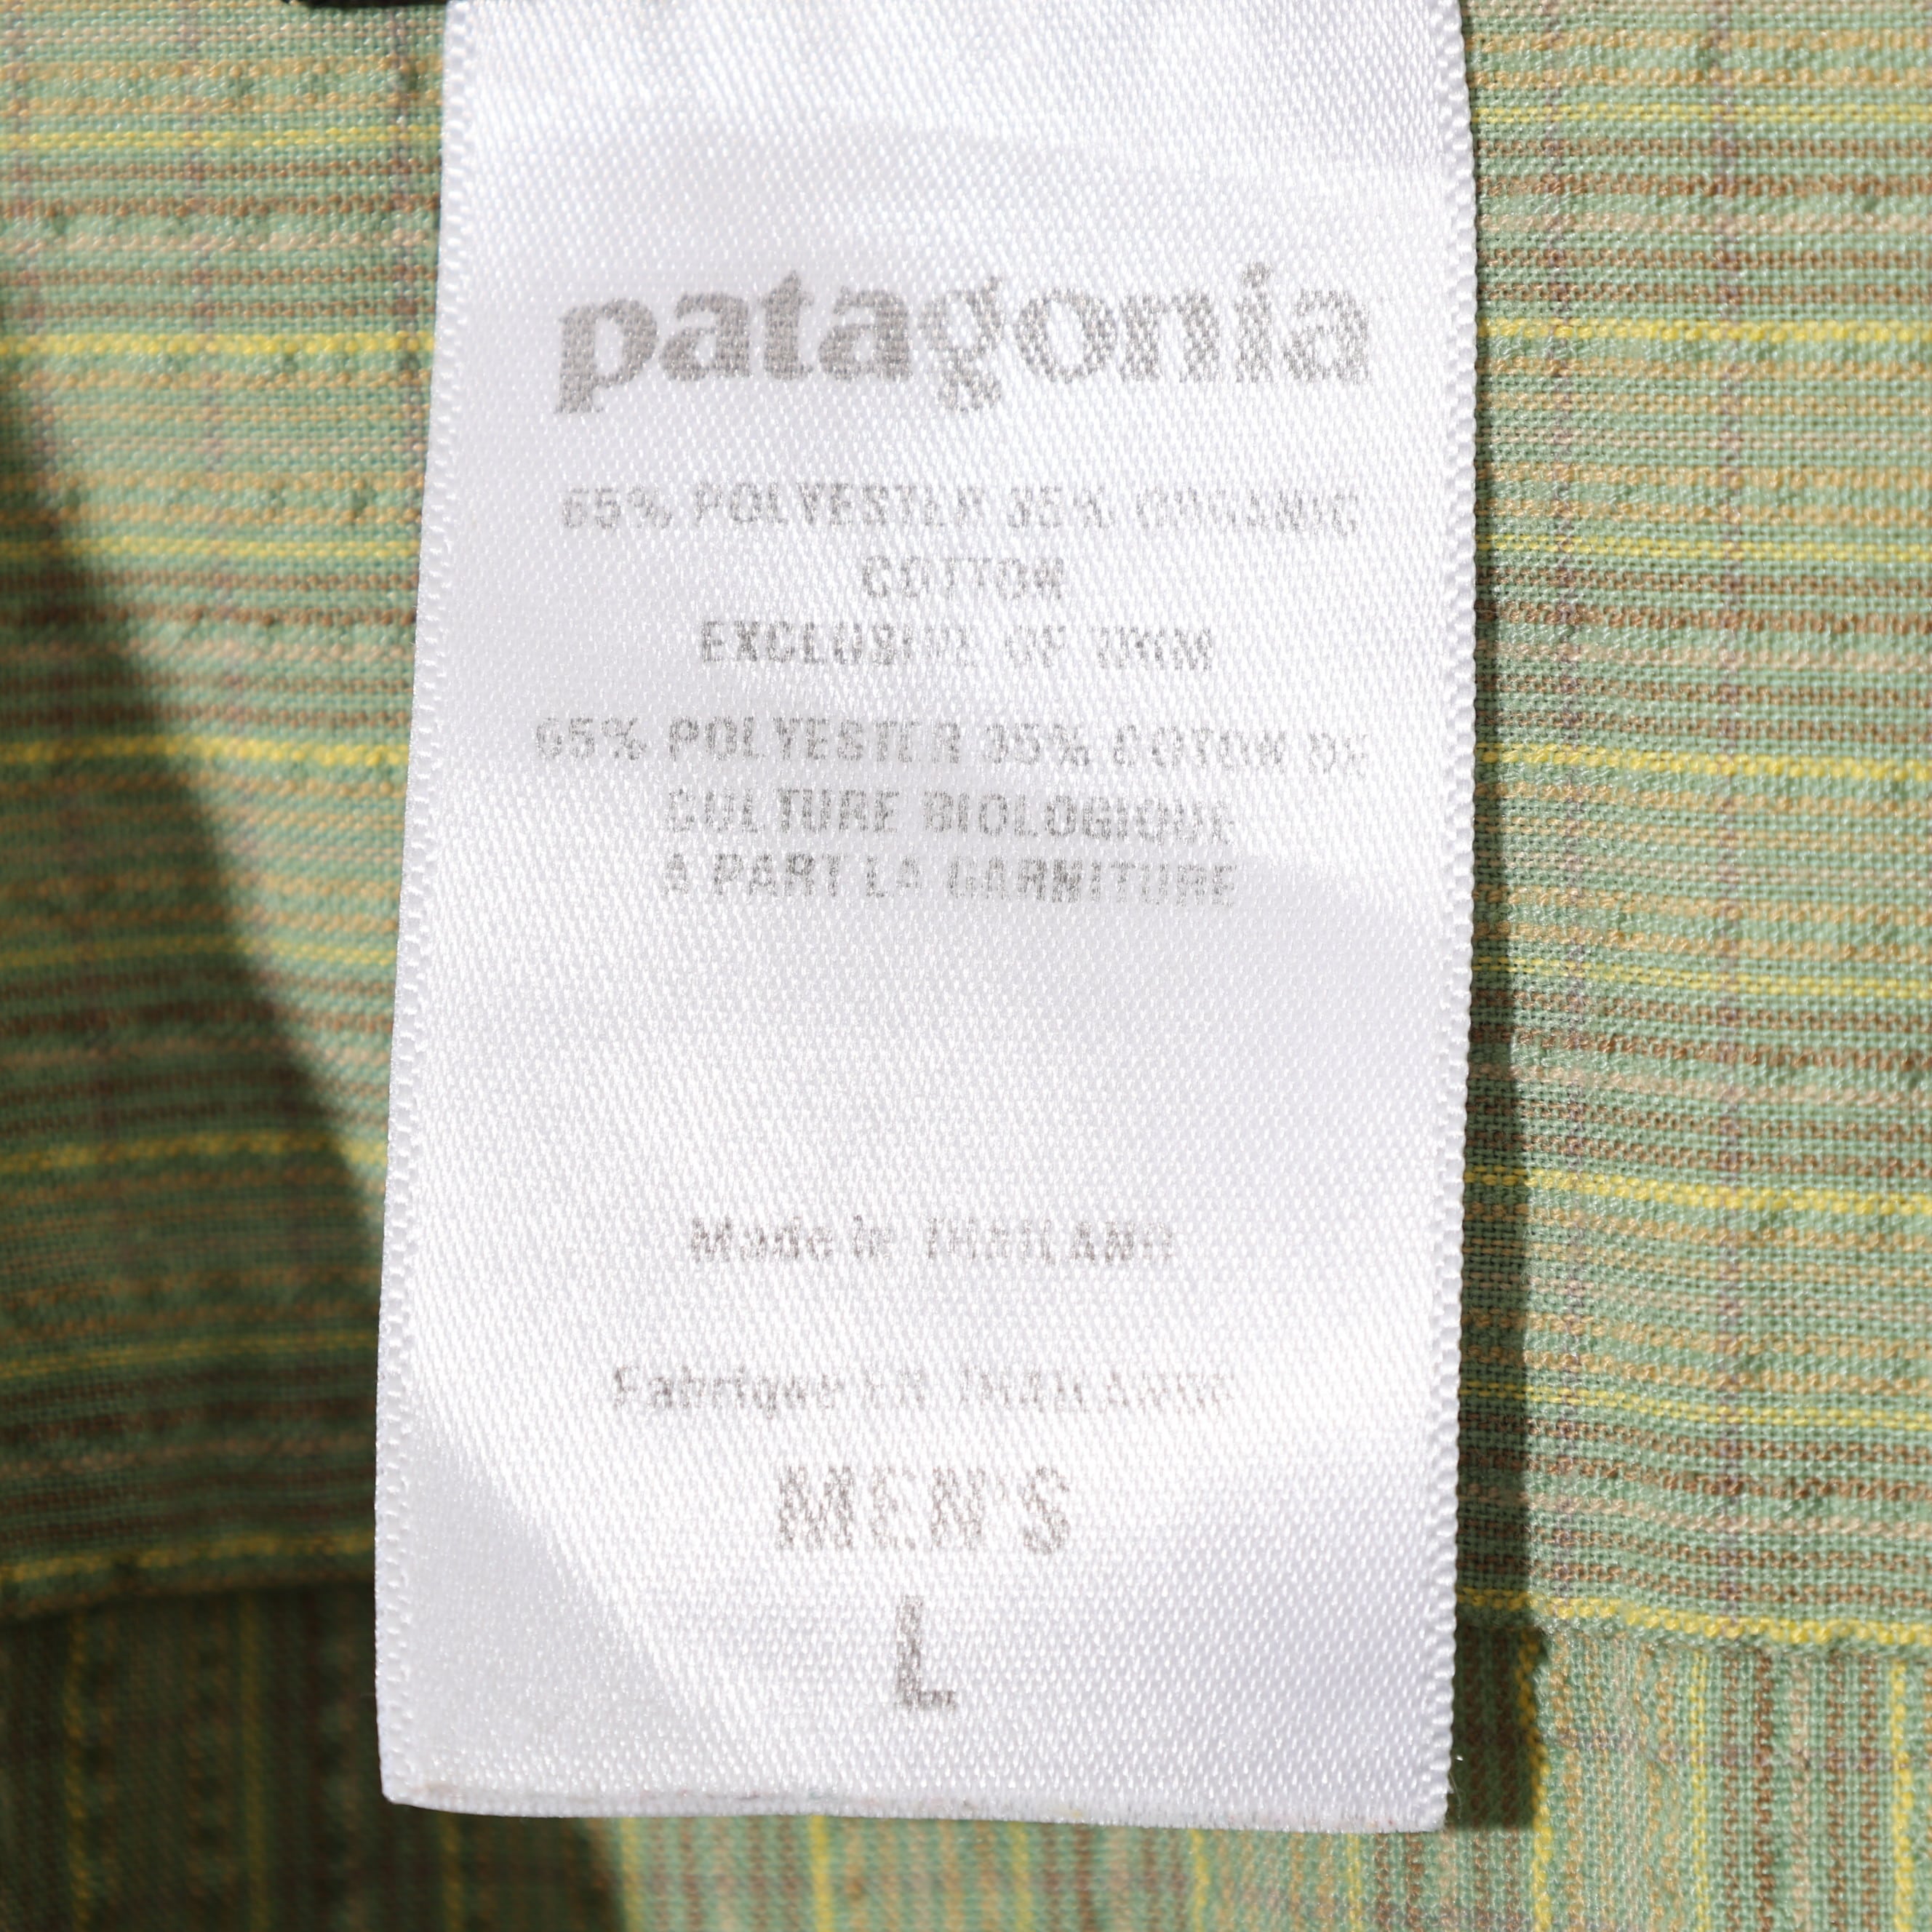 patagonia
65% POLYESTER 35% ORGANIC
COTTON
EXCLUSIVE OF TRIM
65% POLYESTER 35% COTON DE
CULTURE BIOLOGIQUE
A PART LA GARNITURE
Made in THAILAND
Fabrique EN THAILANDE
MEN'S
L